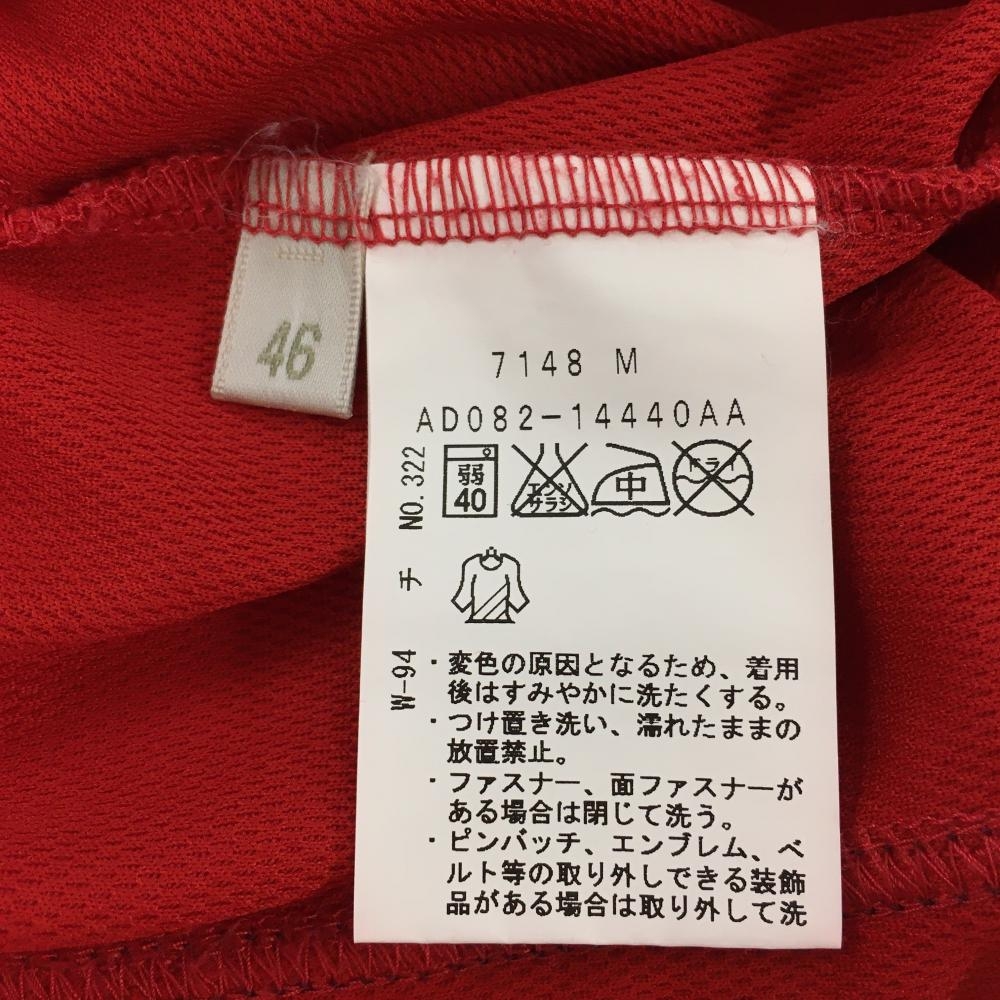 46
7148 M
AD082-14440AA
弱
40
エンソ
サラシ
中
ドライ
NO.322
チ
W-94
・変色の原因となるため、着用
後はすみやかに洗たくする。
・つけ置き洗い、濡れたままの
放置禁止。
・ファスナー、面ファスナーが
ある場合は閉じて洗う。
・ピンバッチ、エンブレム、ベ
ルト等の取り外しできる装飾
品がある場合は取り外して洗